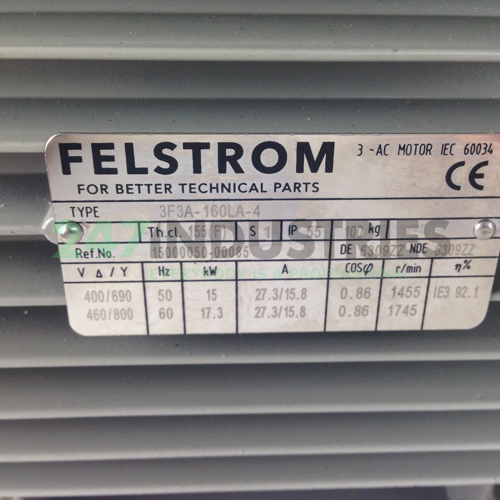 FELSTROM
3 ~AC MOTOR IEC 60034
FOR BETTER TECHNICAL PARTS
CE
TYPE 3F3A-160LA-4
Th.cl. 155(F) S 1 IP 55 100 kg
Ref.No. 15000050-00085 DE 6309ZZ NDE 6309ZZ
247 INDUSTRIES
V Δ/Y Hz kW A COSφ r/min η%
400/690 50 15 27.3/15.8 0.86 1455 IE3 92.1
460/800 60 17.3 27.3/15.8 0.86 1745